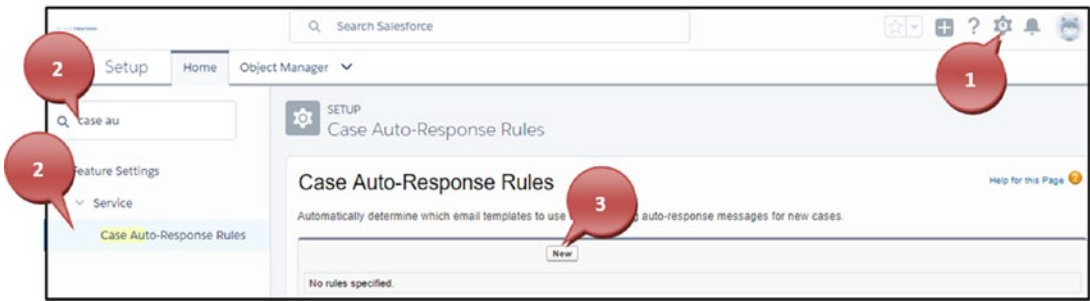 Search Salesforce
1
2
Setup Home Object Manager
case au
2
Feature Settings
Service
Case Auto-Response Rules
SETUP
Case Auto-Response Rules
Case Auto-Response Rules
Help for this Page
3
Automatically determine which email templates to use auto-response messages for new cases.
New
No rules specified.